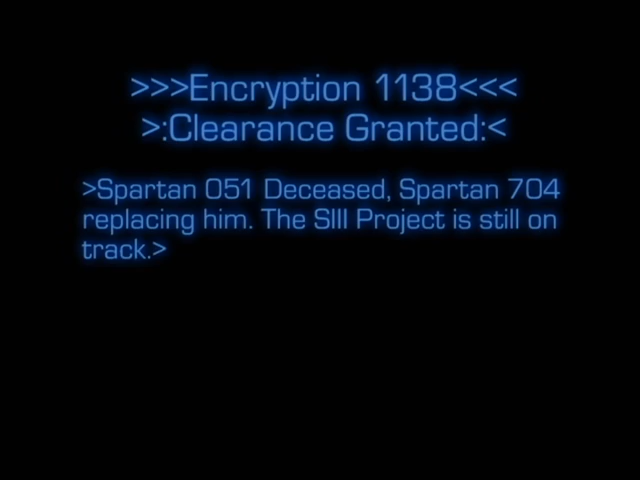 >>>Encryption 1138<<<
>:Clearance Granted:<
>Spartan 051 Deceased, Spartan 704
replacing him. The SIII Project is still on
track.>